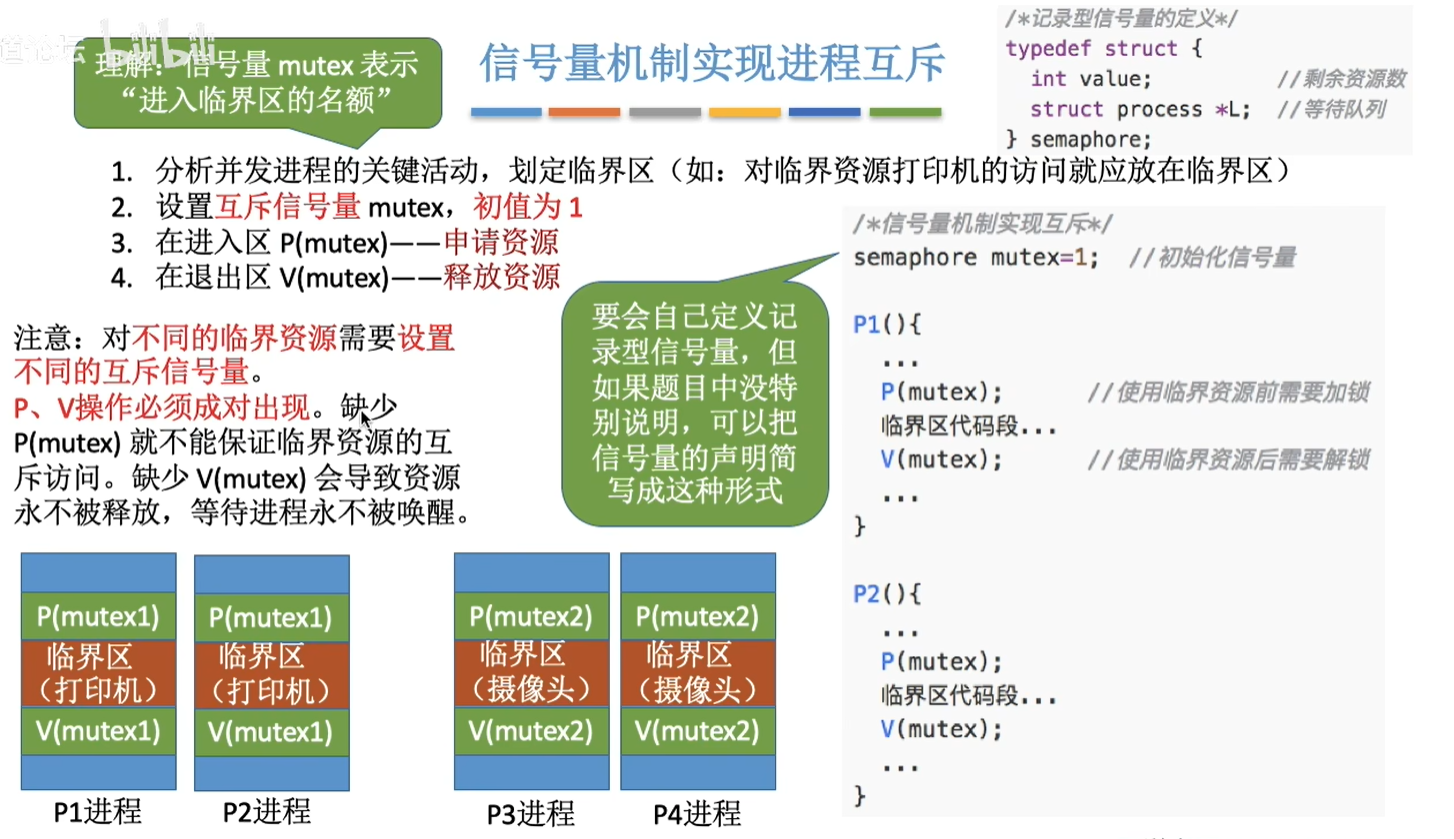 道论坛 bilibili
理解：信号量 mutex 表示
“进入临界区的名额”
信号量机制实现进程互斥
/*记录型信号量的定义*/
typedef struct {
int value; //剩余资源数
struct process *L; //等待队列
} semaphore;
1. 分析并发进程的关键活动，划定临界区（如：对临界资源打印机的访问就应放在临界区）
2. 设置互斥信号量 mutex，初值为 1
3. 在进入区 P(mutex)——申请资源
4. 在退出区 V(mutex)——释放资源
注意：对不同的临界资源需要设置
不同的互斥信号量。
P、V操作必须成对出现。缺少
P(mutex) 就不能保证临界资源的互
斥访问。缺少 V(mutex) 会导致资源
永不被释放，等待进程永不被唤醒。
要会自己定义记
录型信号量，但
如果题目中没特
别说明，可以把
信号量的声明简
写成这种形式
/*信号量机制实现互斥*/
semaphore mutex=1; //初始化信号量
P1(){
...
P(mutex); //使用临界资源前需要加锁
临界区代码段...
V(mutex); //使用临界资源后需要解锁
...
}
P2(){
...
P(mutex);
临界区代码段...
V(mutex);
...
}
P(mutex1)
临界区
（打印机）
V(mutex1)
P1进程
P(mutex1)
临界区
（打印机）
V(mutex1)
P2进程
P(mutex2)
临界区
（摄像头）
V(mutex2)
P3进程
P(mutex2)
临界区
（摄像头）
V(mutex2)
P4进程